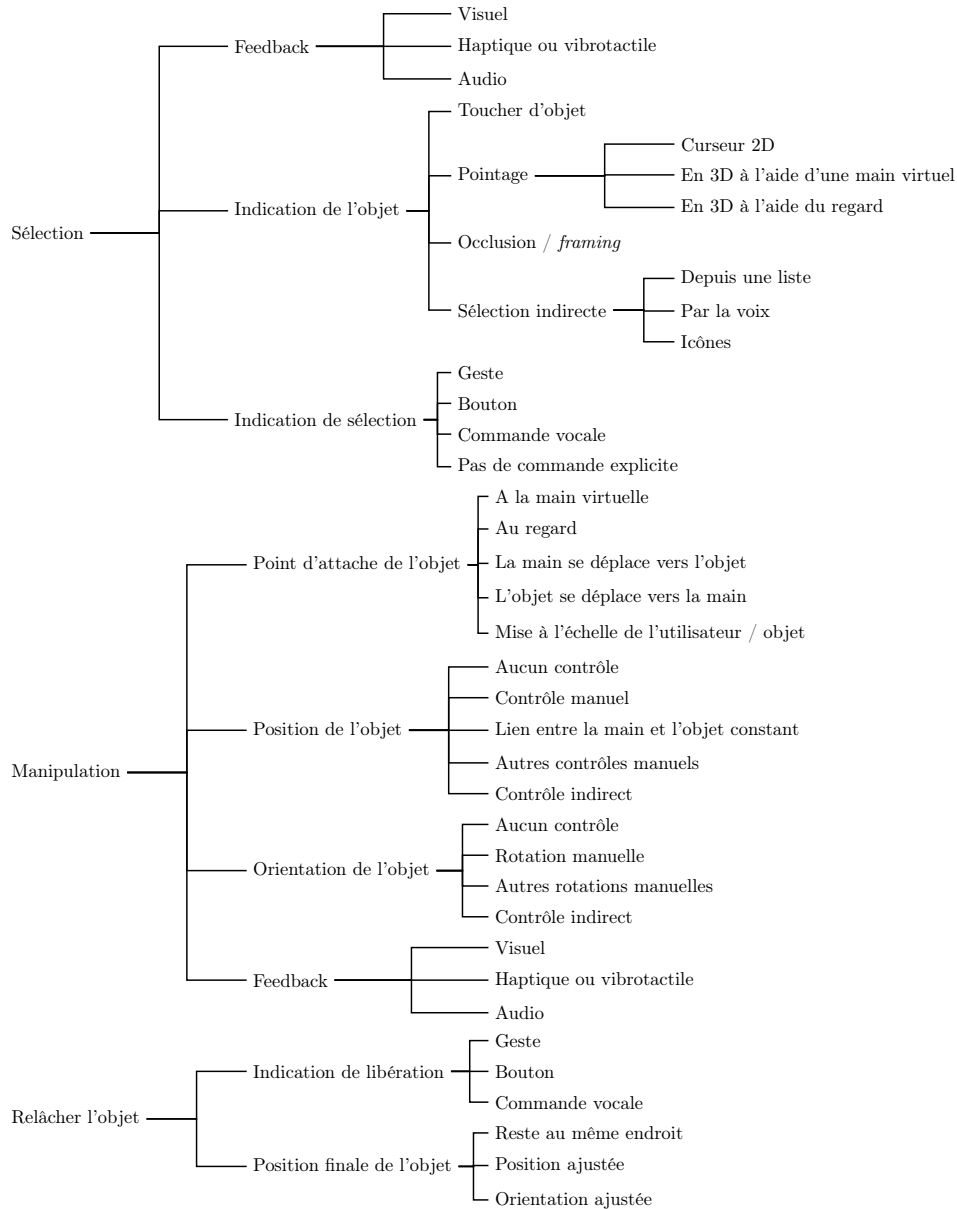 Sélection
Feedback
Visuel
Haptique ou vibrotactile
Audio
Indication de l'objet
Toucher d'objet
Pointage
Curseur 2D
En 3D à l'aide d'une main virtuel
En 3D à l'aide du regard
Occlusion / framing
Sélection indirecte
Depuis une liste
Par la voix
Icônes
Indication de sélection
Geste
Bouton
Commande vocale
Pas de commande explicite
Manipulation
Point d'attache de l'objet
A la main virtuelle
Au regard
La main se déplace vers l'objet
L'objet se déplace vers la main
Mise à l'échelle de l'utilisateur / objet
Position de l'objet
Aucun contrôle
Contrôle manuel
Lien entre la main et l'objet constant
Autres contrôles manuels
Contrôle indirect
Orientation de l'objet
Aucun contrôle
Rotation manuelle
Autres rotations manuelles
Contrôle indirect
Feedback
Visuel
Haptique ou vibrotactile
Audio
Relâcher l'objet
Indication de libération
Geste
Bouton
Commande vocale
Position finale de l'objet
Reste au même endroit
Position ajustée
Orientation ajustée